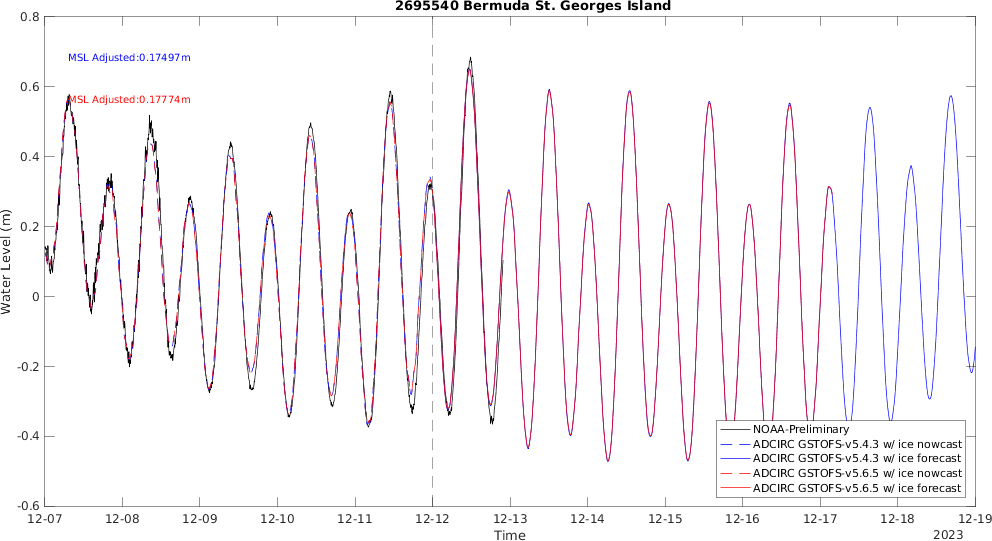 2695540 Bermuda St. Georges Island
0.8
MSL Adjusted:0.17497m
0.6
MSL Adjusted:0.17774m
0.4
0.2
0
-0.2
-0.4
-0.6
Water Level (m)
NOAA-Preliminary
ADCIRC GSTOFS-v5.4.3 w/ ice nowcast
ADCIRC GSTOFS-v5.4.3 w/ ice forecast
ADCIRC GSTOFS-v5.6.5 w/ ice nowcast
ADCIRC GSTOFS-v5.6.5 w/ ice forecast
12-07 12-08 12-09 12-10 12-11 12-12 12-13 12-14 12-15 12-16 12-17 12-18 12-19
Time
2023